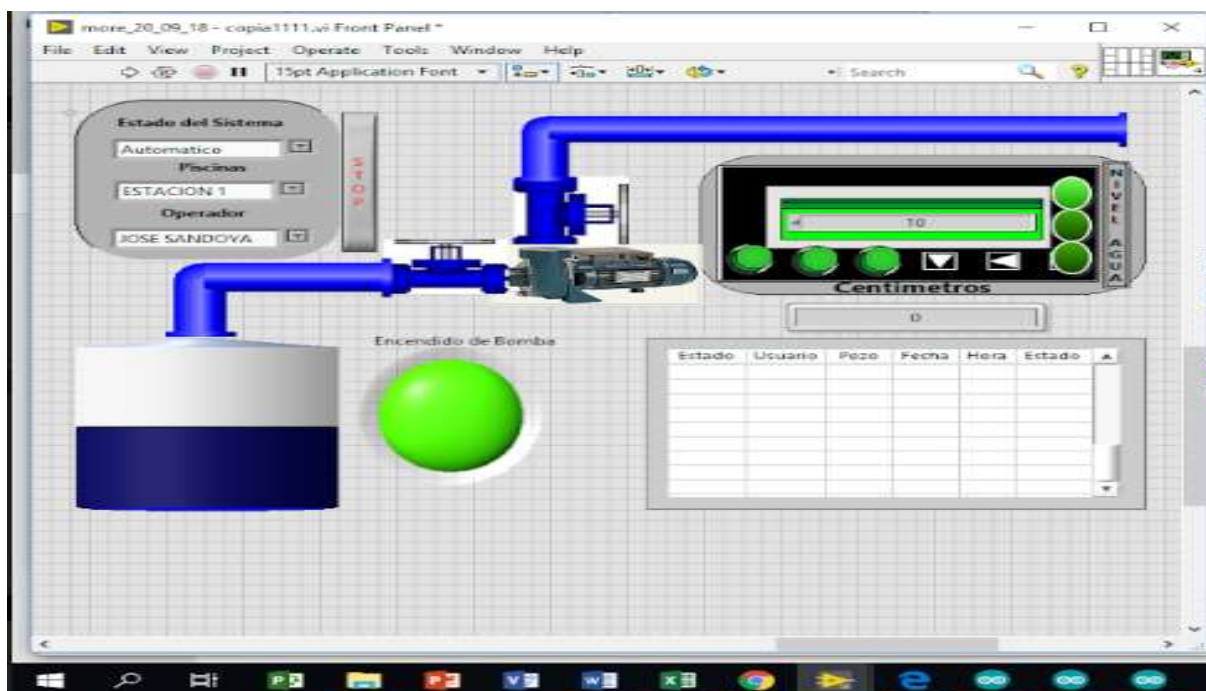 more_20_09_18 - copia1111.vi Front Panel *
File Edit View Project Operate Tools Window Help
15pt Application Font
Search
Estado del Sistema
Automatico
Piscinas
ESTACION 1
Operador
JOSE SANDOVA
STOP
10
NIVEL AGUA
Centimetros
0
Encendido de Bomba
Estado Usuario Pozo Fecha Hora Estado